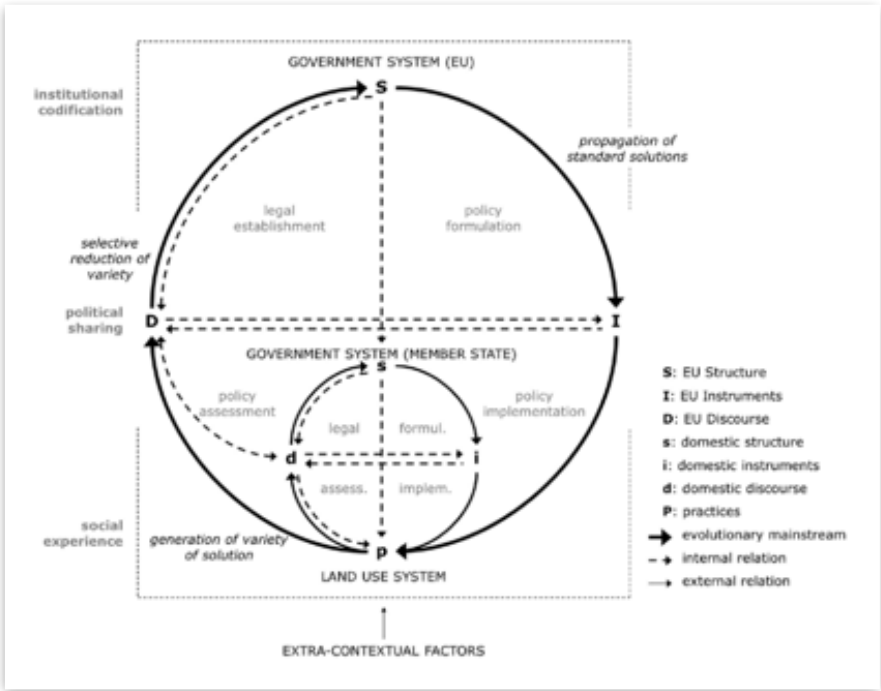 GOVERNMENT SYSTEM (EU)
S
institutional
codification
propagation of
standard solutions
legal
establishment
policy
formulation
selective
reduction of
variety
political
sharing
D
I
GOVERNMENT SYSTEM (MEMBER STATE)
s
policy
assessment
policy
implementation
legal
formul.
d
i
assess.
implem.
social
experience
generation of variety
of solution
p
LAND USE SYSTEM
EXTRA-CONTEXTUAL FACTORS
S: EU Structure
I: EU Instruments
D: EU Discourse
s: domestic structure
i: domestic instruments
d: domestic discourse
P: practices
evolutionary mainstream
internal relation
external relation